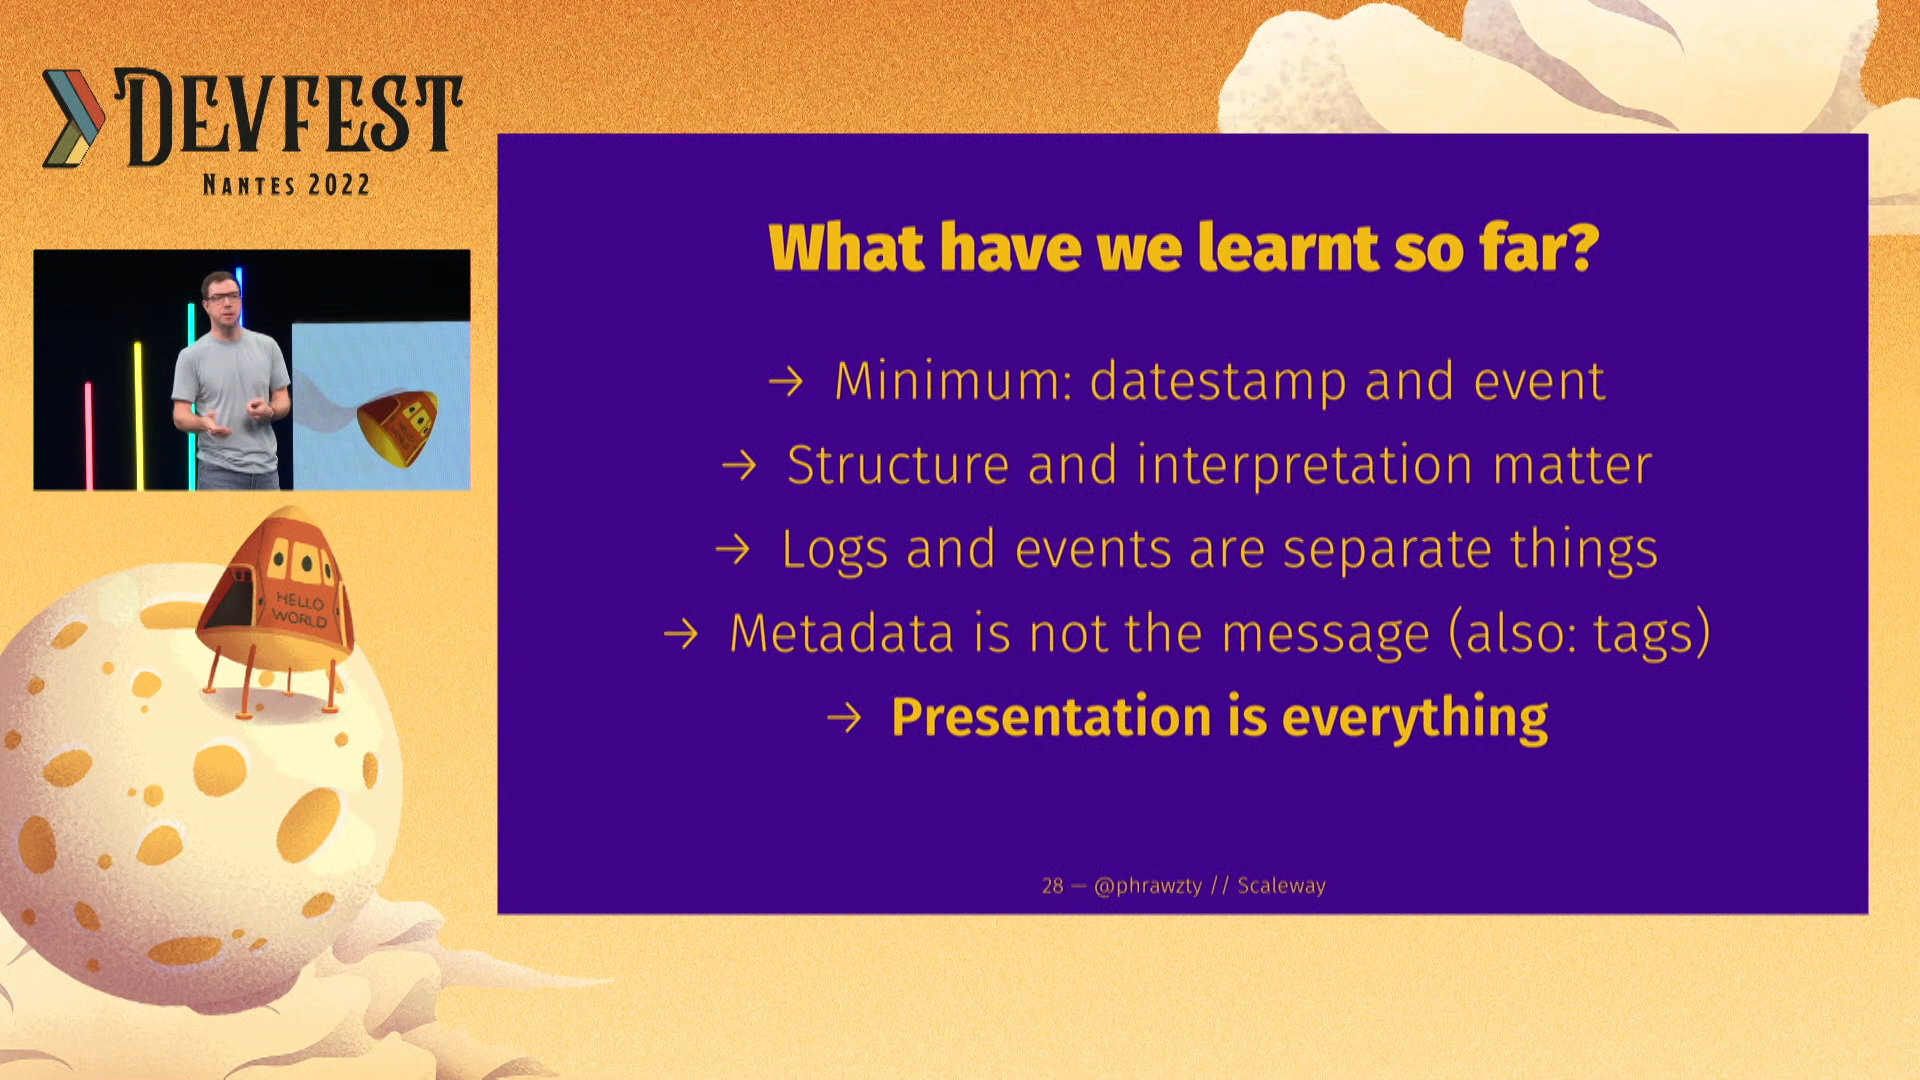 DEVFEST
NANTES 2022
HELLO
WORLD
What have we learnt so far?
→ Minimum: datestamp and event
→ Structure and interpretation matter
→ Logs and events are separate things
→ Metadata is not the message (also: tags)
→ Presentation is everything
28 — @phrawzty // Scaleway